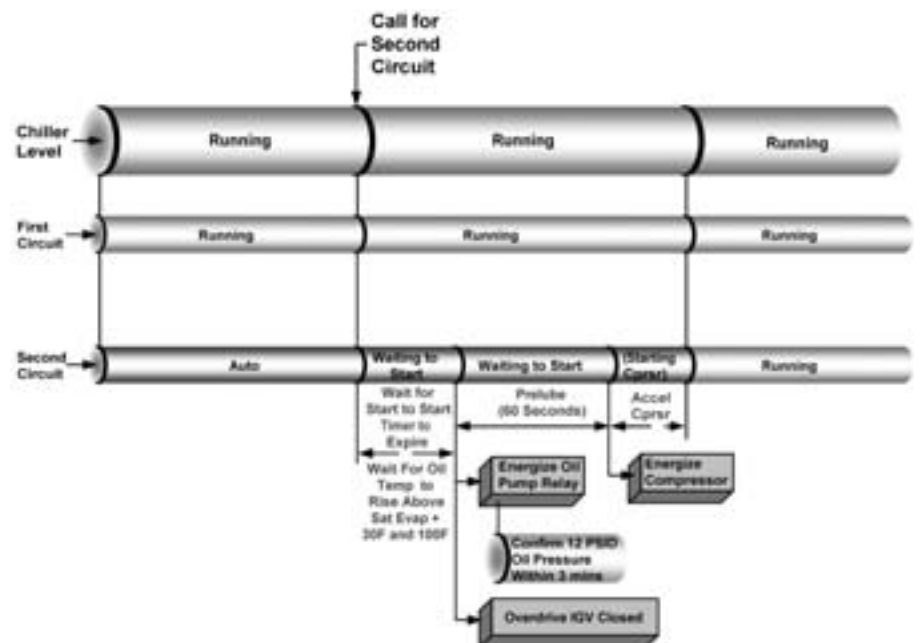 Call for
Second
Circuit
Chiller
Level
Running
Running
Running
First
Circuit
Running
Running
Running
Second
Circuit
Auto
Waiting to
Start
Waiting to Start
(Starting
Cprsr)
Running
Wait for
Start to Start
Timer to
Expire
Prelube
(60 Seconds)
Accel
Cprsr
Wait For Oil
Temp to
Rise Above
Sat Evap +
30F and 100F
Energize Oil
Pump Relay
Energize
Compressor
Confirm 12 PSID
Oil Pressure
Within 3 mins
Overdrive IGV Closed